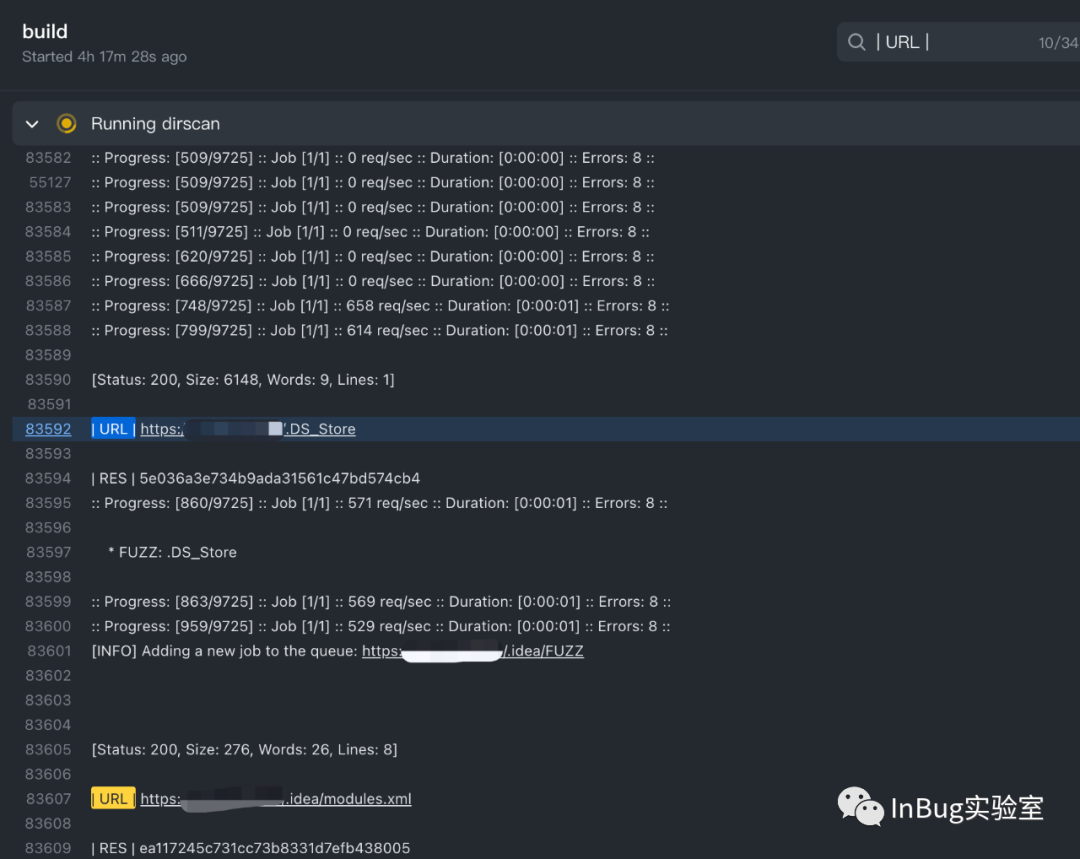 build
Started 4h 17m 28s ago
| URL |
10/34
Running dirscan
83582 :: Progress: [509/9725] :: Job [1/1] :: 0 req/sec :: Duration: [0:00:00] :: Errors: 8 ::
55127 :: Progress: [509/9725] :: Job [1/1] :: 0 req/sec :: Duration: [0:00:00] :: Errors: 8 ::
83583 :: Progress: [509/9725] :: Job [1/1] :: 0 req/sec :: Duration: [0:00:00] :: Errors: 8 ::
83584 :: Progress: [511/9725] :: Job [1/1] :: 0 req/sec :: Duration: [0:00:00] :: Errors: 8 ::
83585 :: Progress: [620/9725] :: Job [1/1] :: 0 req/sec :: Duration: [0:00:00] :: Errors: 8 ::
83586 :: Progress: [666/9725] :: Job [1/1] :: 0 req/sec :: Duration: [0:00:00] :: Errors: 8 ::
83587 :: Progress: [748/9725] :: Job [1/1] :: 658 req/sec :: Duration: [0:00:01] :: Errors: 8 ::
83588 :: Progress: [799/9725] :: Job [1/1] :: 614 req/sec :: Duration: [0:00:01] :: Errors: 8 ::
83589
83590 [Status: 200, Size: 6148, Words: 9, Lines: 1]
83591
83592 | URL | https:/ /.DS_Store
83593
83594 | RES | 5e036a3e734b9ada31561c47bd574cb4
83595 :: Progress: [860/9725] :: Job [1/1] :: 571 req/sec :: Duration: [0:00:01] :: Errors: 8 ::
83596
83597 * FUZZ: .DS_Store
83598
83599 :: Progress: [863/9725] :: Job [1/1] :: 569 req/sec :: Duration: [0:00:01] :: Errors: 8 ::
83600 :: Progress: [959/9725] :: Job [1/1] :: 529 req/sec :: Duration: [0:00:01] :: Errors: 8 ::
83601 [INFO] Adding a new job to the queue: https: /.idea/FUZZ
83602
83603
83604
83605 [Status: 200, Size: 276, Words: 26, Lines: 8]
83606
83607 | URL | https: /.idea/modules.xml
83608
83609 | RES | ea117245c731cc73b8331d7efb438005
InBug实验室